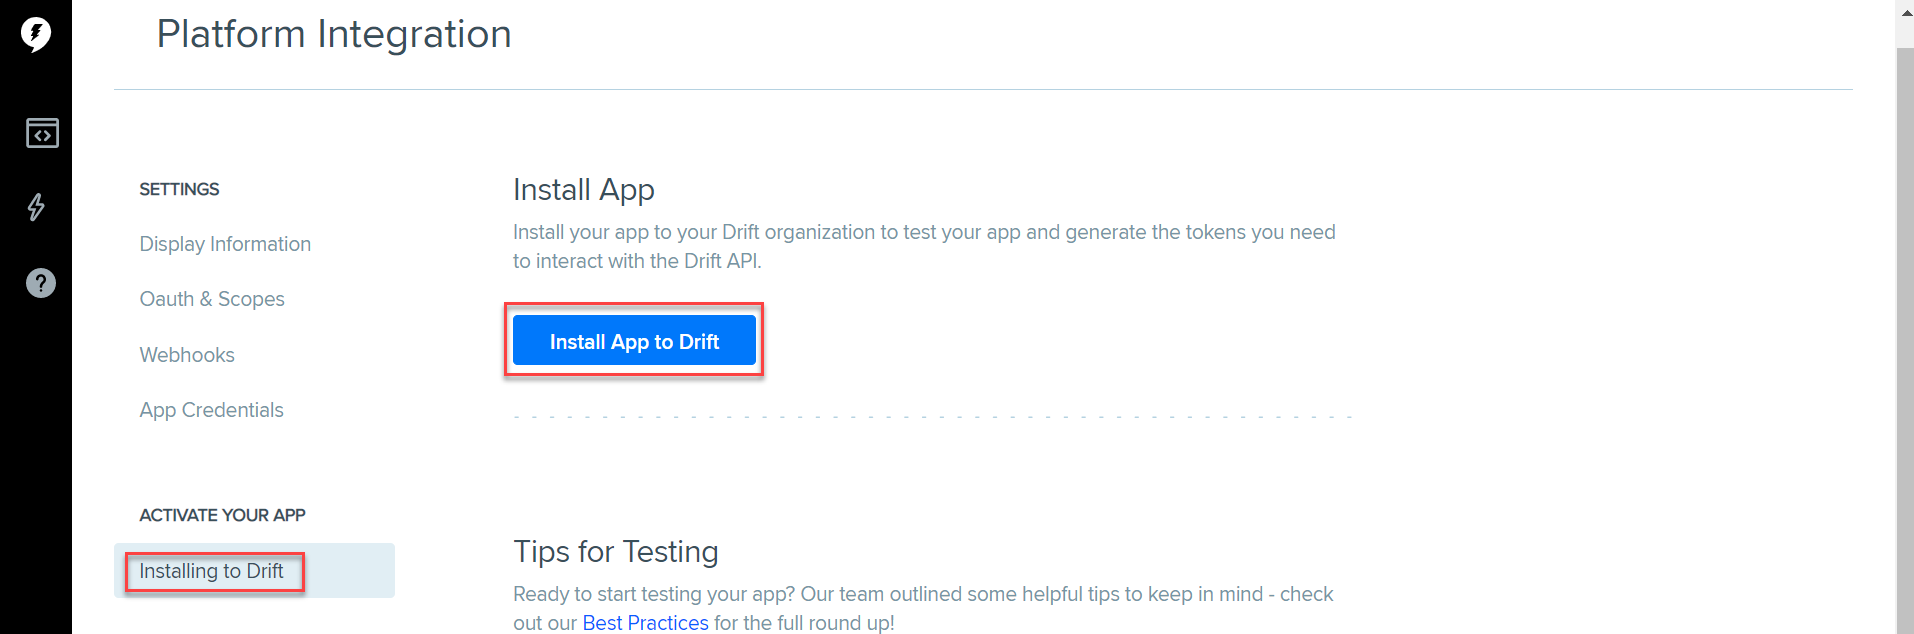 Platform Integration
SETTINGS
Display Information
Oauth & Scopes
Webhooks
App Credentials
ACTIVATE YOUR APP
Installing to Drift
Install App
Install your app to your Drift organization to test your app and generate the tokens you need
to interact with the Drift API.
Install App to Drift
Tips for Testing
Ready to start testing your app? Our team outlined some helpful tips to keep in mind - check
out our Best Practices for the full round up!